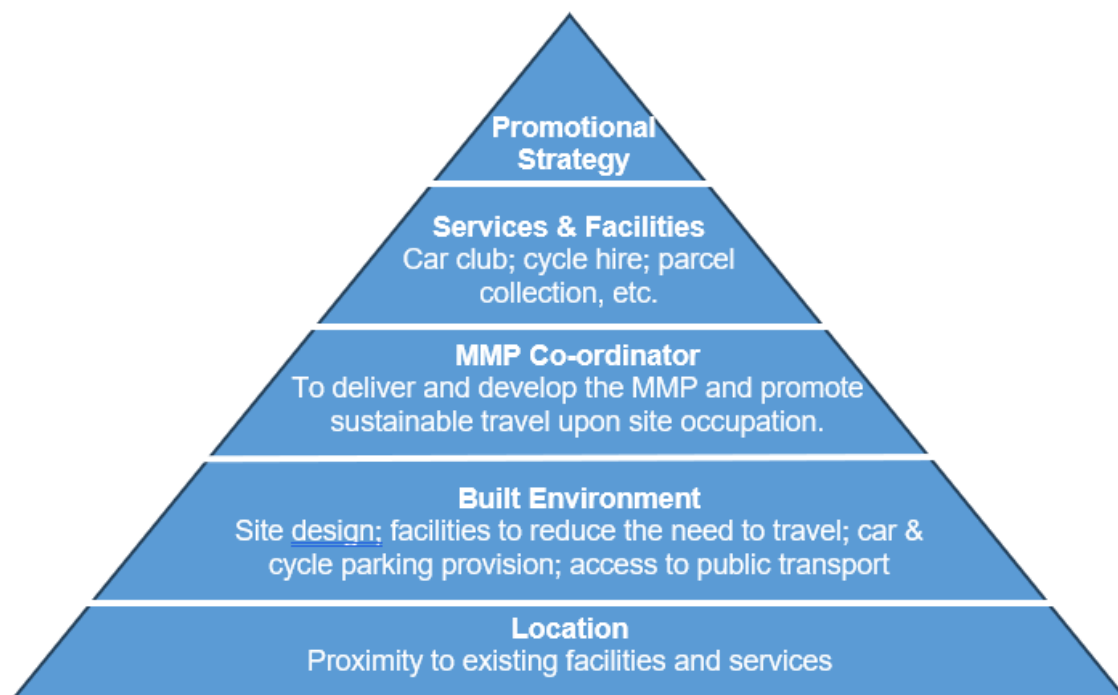 Promotional
Strategy
Services & Facilities
Car club; cycle hire; parcel
collection, etc.
MMP Co-ordinator
To deliver and develop the MMP and promote
sustainable travel upon site occupation.
Built Environment
Site design; facilities to reduce the need to travel; car &
cycle parking provision; access to public transport
Location
Proximity to existing facilities and services